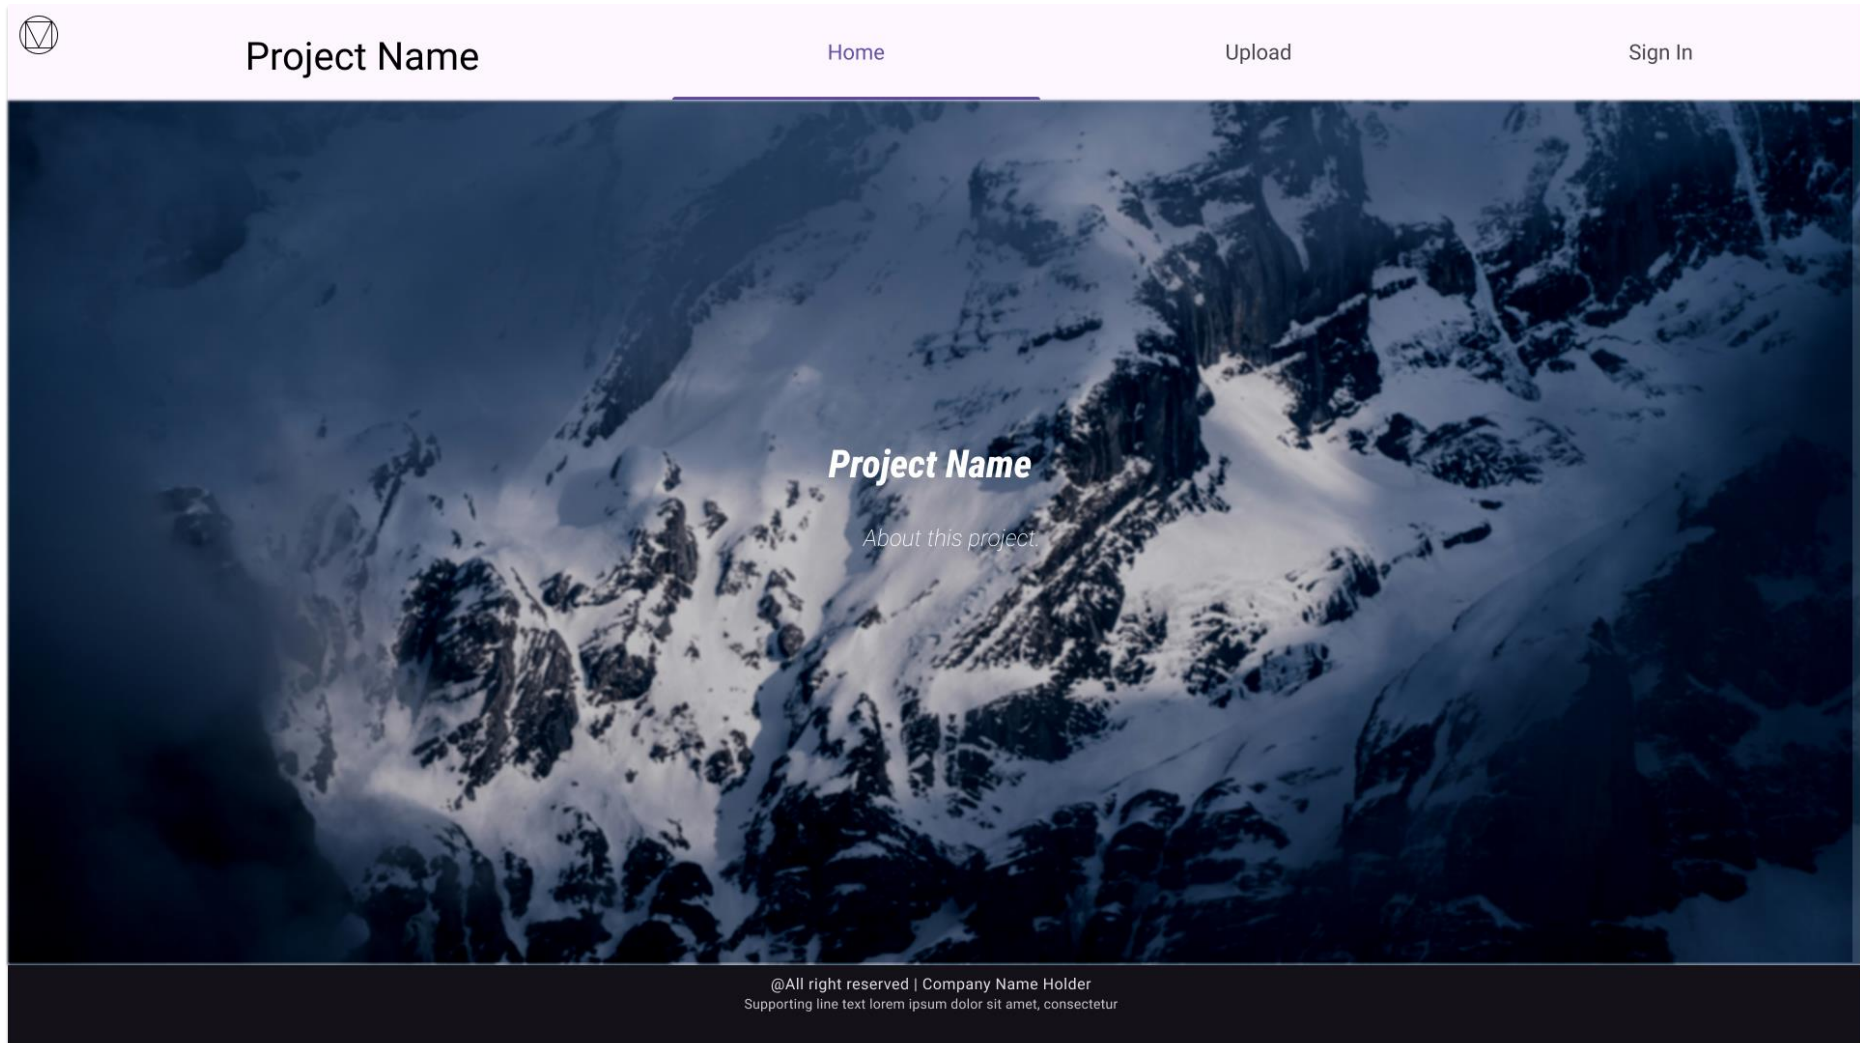 Project Name
Home
Upload
Sign In
Project Name
About this project.
@All right reserved | Company Name Holder
Supporting line text lorem ipsum dolor sit amet, consectetur